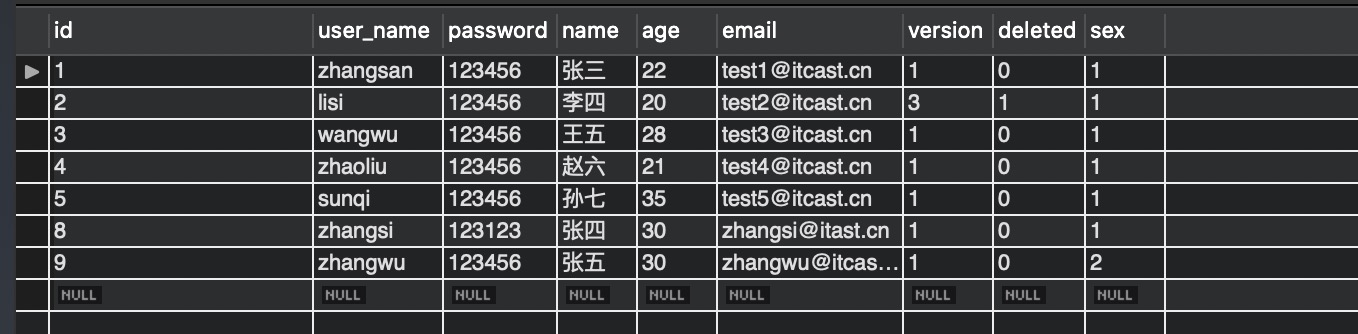 id user_name password name age email version deleted sex
1 zhangsan 123456 张三 22 test1@itcast.cn 1 0 1
2 lisi 123456 李四 20 test2@itcast.cn 3 1 1
3 wangwu 123456 王五 28 test3@itcast.cn 1 0 1
4 zhaoliu 123456 赵六 21 test4@itcast.cn 1 0 1
5 sunqi 123456 孙七 35 test5@itcast.cn 1 0 1
8 zhangsi 123123 张四 30 zhangsi@itast.cn 1 0 1
9 zhangwu 123456 张五 30 zhangwu@itcas... 1 0 2
NULL NULL NULL NULL NULL NULL NULL NULL NULL